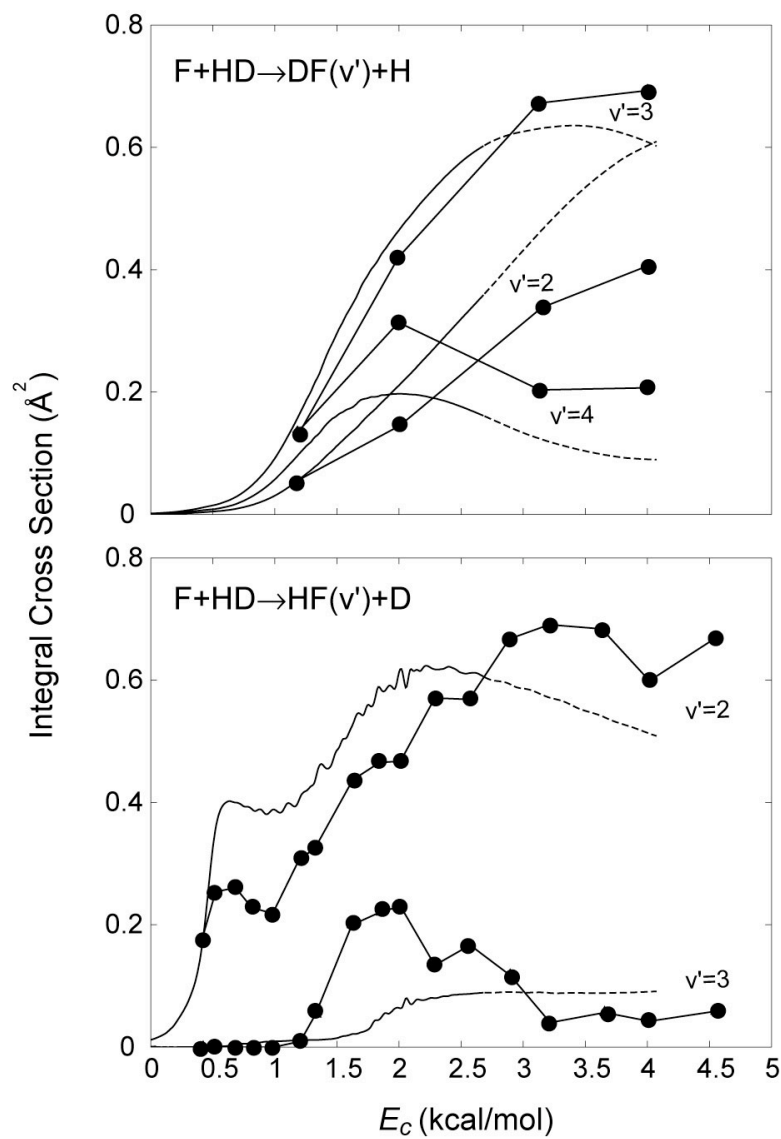 F+HD→DF(v')+H
0.8
0.6
0.4
0.2
0
v'=3
v'=2
v'=4
Integral Cross Section (Å²)
F+HD→HF(v')+D
0.8
0.6
0.4
0.2
0
v'=2
v'=3
0 0.5 1 1.5 2 2.5 3 3.5 4 4.5 5
E_c (kcal/mol)